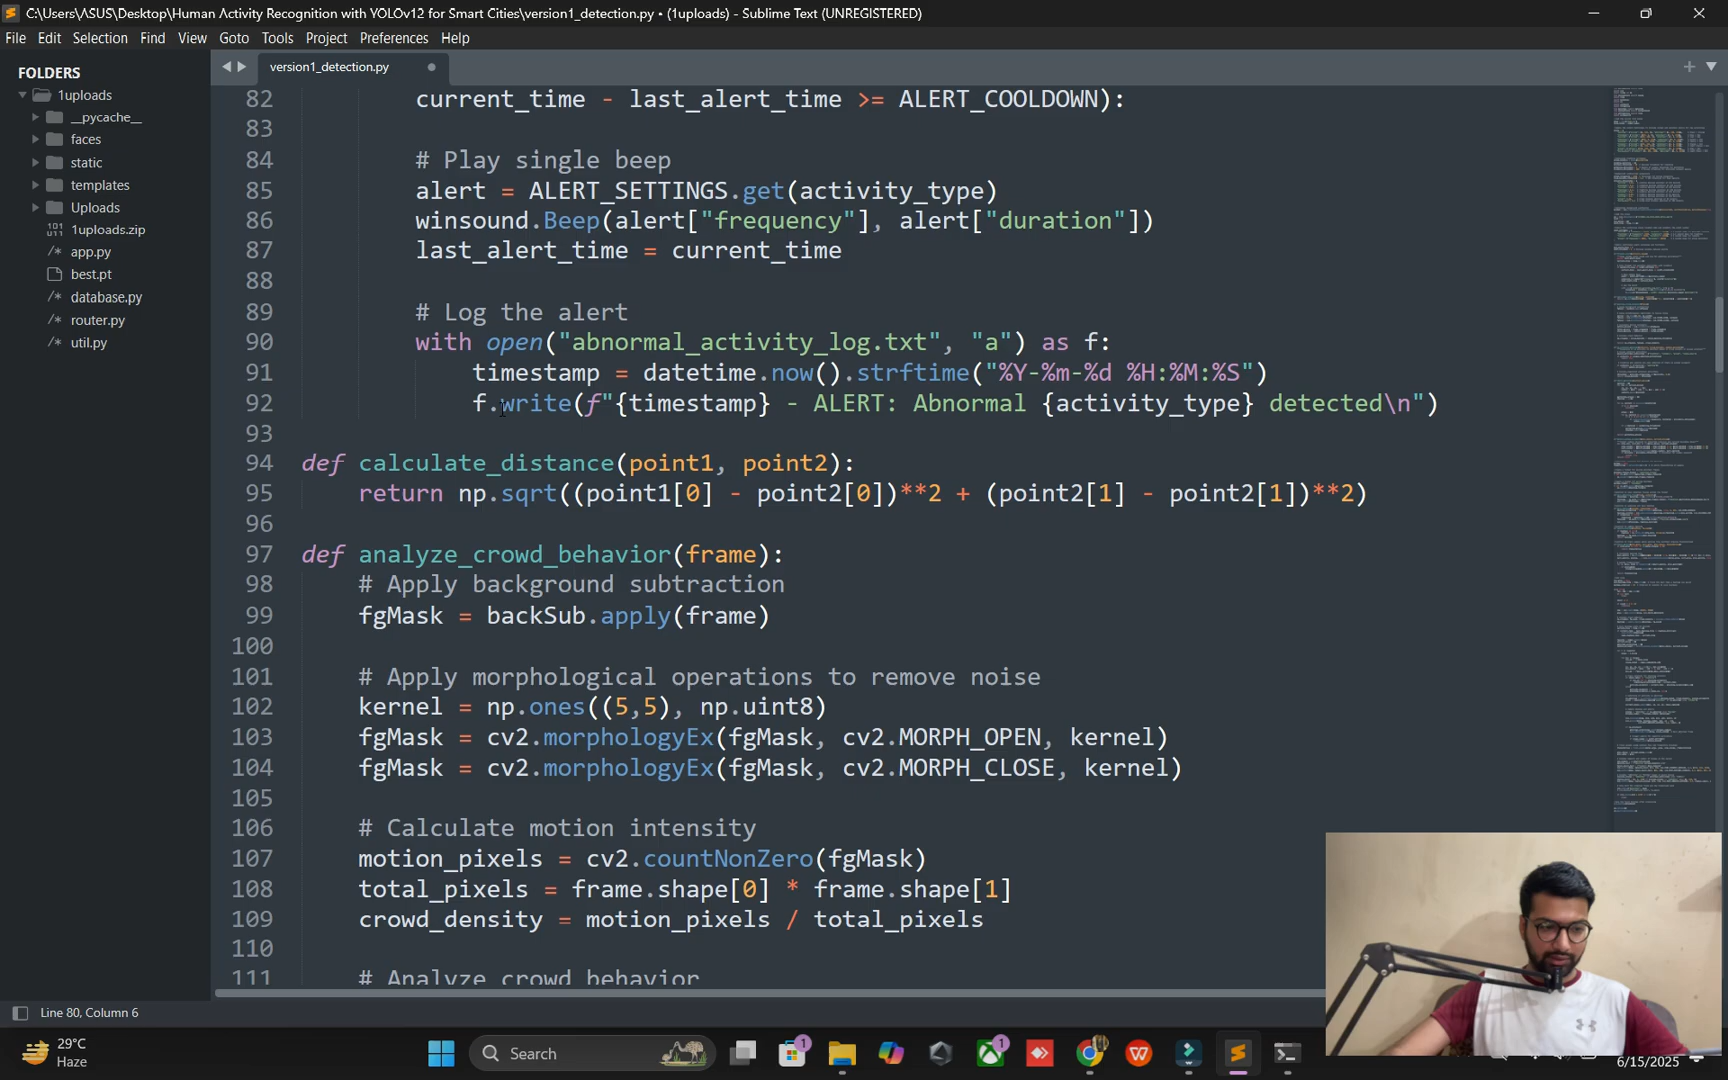 C:\Users\ASUS\Desktop\Human Activity Recognition with YOLOv12 for Smart Cities\version1_detection.py • (1uploads) - Sublime Text (UNREGISTERED)
File Edit Selection Find View Goto Tools Project Preferences Help
FOLDERS
1uploads
__pycache__
faces
static
templates
Uploads
1uploads.zip
app.py
best.pt
database.py
router.py
util.py
version1_detection.py
82 current_time - last_alert_time >= ALERT_COOLDOWN):
83
84 # Play single beep
85 alert = ALERT_SETTINGS.get(activity_type)
86 winsound.Beep(alert["frequency"], alert["duration"])
87 last_alert_time = current_time
88
89 # Log the alert
90 with open("abnormal_activity_log.txt", "a") as f:
91 timestamp = datetime.now().strftime("%Y-%m-%d %H:%M:%S")
92 f.write(f"{timestamp} - ALERT: Abnormal {activity_type} detected\n")
93
94 def calculate_distance(point1, point2):
95 return np.sqrt((point1[0] - point2[0])**2 + (point2[1] - point2[1])**2)
96
97 def analyze_crowd_behavior(frame):
98 # Apply background subtraction
99 fgMask = backSub.apply(frame)
100
101 # Apply morphological operations to remove noise
102 kernel = np.ones((5,5), np.uint8)
103 fgMask = cv2.morphologyEx(fgMask, cv2.MORPH_OPEN, kernel)
104 fgMask = cv2.morphologyEx(fgMask, cv2.MORPH_CLOSE, kernel)
105
106 # Calculate motion intensity
107 motion_pixels = cv2.countNonZero(fgMask)
108 total_pixels = frame.shape[0] * frame.shape[1]
109 crowd_density = motion_pixels / total_pixels
110
111 # Analyze crowd behavior
Line 80, Column 6
29°C
Haze
Search
6/15/2025